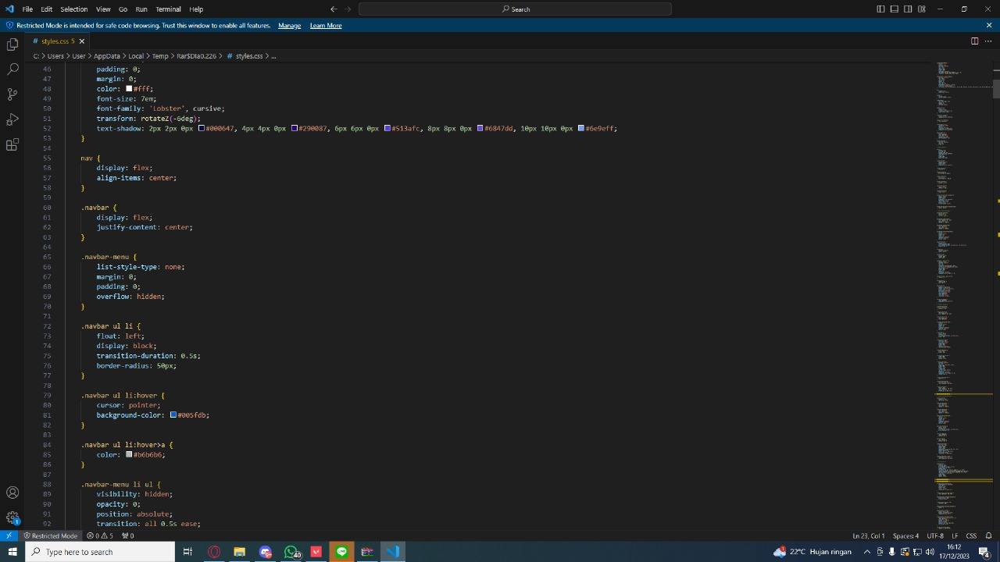 File Edit Selection View Go Run Terminal Help
Search
Restricted Mode is intended for safe code browsing. Trust this window to enable all features. Manage Learn More
# styles.css 5
C: > Users > User > AppData > Local > Temp > Rar$DIa0.226 > # styles.css > ...
46 padding: 0;
47 margin: 0;
48 color: #fff;
49 font-size: 7em;
50 font-family: 'Lobster', cursive;
51 transform: rotateZ(-5deg);
52 text-shadow: 2px 2px 0px #000647, 4px 4px 0px #290087, 6px 6px 0px
53 }
54
55 nav {
56 display: flex;
57 align-items: center;
58 }
59
60 .navbar {
61 display: flex;
62 justify-content: center;
63 }
64
65 .navbar-menu {
66 list-style-type: none;
67 margin: 0;
68 padding: 0;
69 overflow: hidden;
70 }
71
72 .navbar ul li {
73 float: left;
74 display: block;
75 transition-duration: 0.5s;
76 border-radius: 50px;
77 }
78
79 .navbar ul li:hover {
80 cursor: pointer;
81 background-color: #005fdb;
82 }
83
84 .navbar ul li:hover>a {
85 color: #b6b6b6;
86 }
87
88 .navbar-menu li ul {
89 visibility: hidden;
90 opacity: 0;
91 position: absolute;
92 transition: all 0.5s ease;
1
Restricted Mode 0 5 0 Ln 23, Col 1 Spaces: 4 UTF-8 LF CSS
Type here to search 40 22°C Hujan ringan 16:12
17/12/2023 4